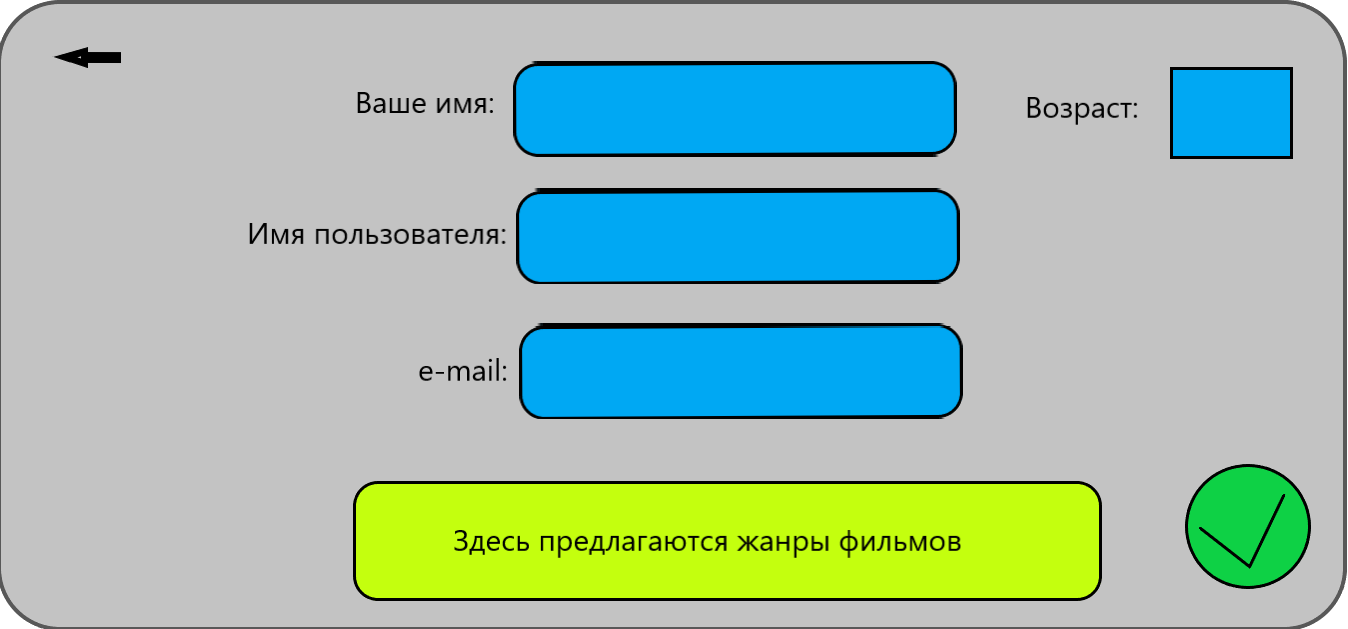 Ваше имя:
Возраст:
Имя пользователя:
e-mail:
Здесь предлагаются жанры фильмов